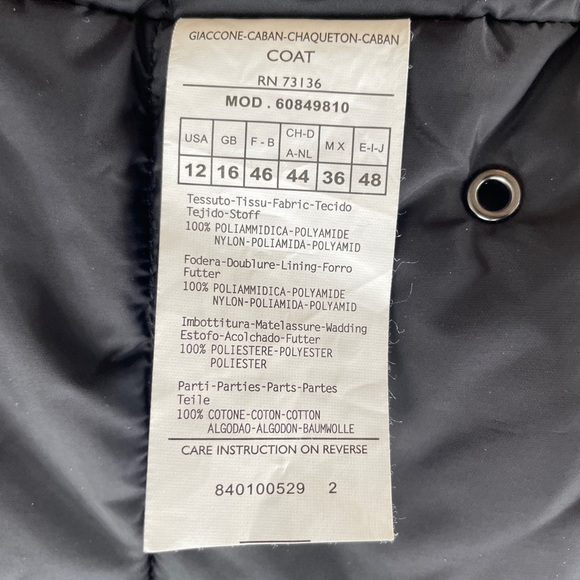 GIACCONE-CABAN-CHAQUETON-CABAN
COAT
RN 73136
MOD . 60849810
USA GB F - B CH-D A-NL M X E-I-J
12 16 46 44 36 48
Tessuto-Tissu-Fabric-Tecido
Tejido-Stoff
100% POLIAMMIDICA-POLYAMIDE
NYLON-POLIAMIDA-POLYAMID
Fodera-Doublure-Lining-Forro
Futter
100% POLIAMMIDICA-POLYAMIDE
NYLON-POLIAMIDA-POLYAMID
Imbottitura-Matelassure-Wadding
Estofo-Acolchado-Futter
100% POLIESTERE-POLYESTER
POLIESTER
Parti-Parties-Parts-Partes
Teile
100% COTONE-COTON-COTTON
ALGODAO-ALGODON-BAUMWOLLE
CARE INSTRUCTION ON REVERSE
840100529 2